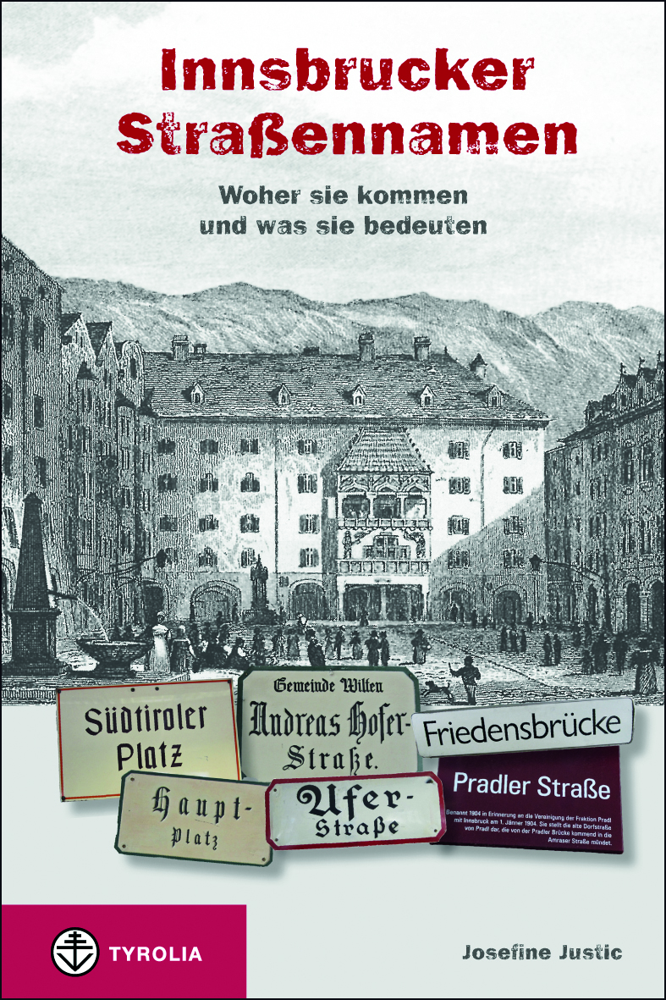 Innsbrucker
Straßennamen
Woher sie kommen
und was sie bedeuten
Südtiroler
Platz
Gemeinde Wilten
Andreas Hofer-
Straße.
Friedensbrücke
Haupt-
Platz
Ufer-
Straße
Pradler Straße
Benannt 1904 in Erinnerung an die Vereinigung der Fraktion Pradl
mit Innsbruck am 1. Jänner 1904. Sie stellt die alte Dorfstraße
von Pradl dar, die von der Pradler Brücke kommend in die
Amraser Straße mündet.
TYROLIA
Josefine Justic